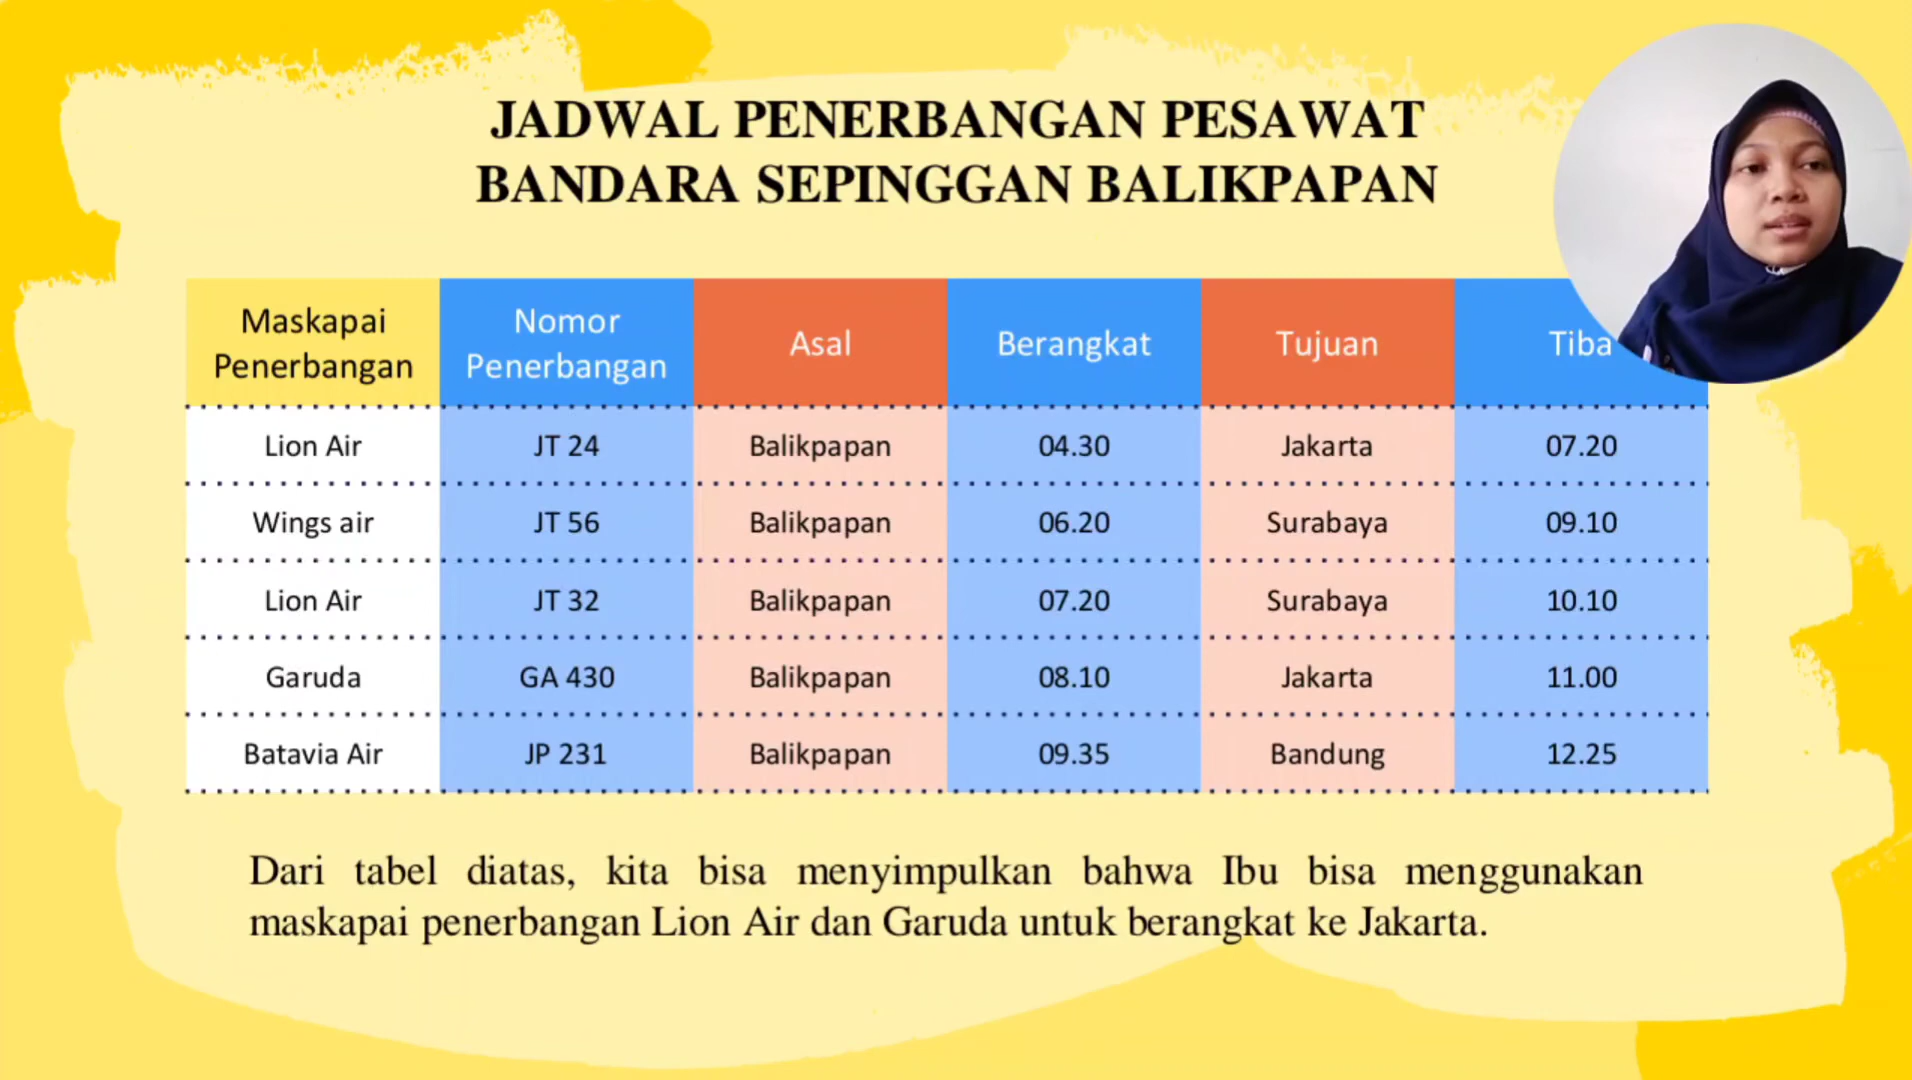 JADWAL PENERBANGAN PESAWAT
BANDARA SEPINGGAN BALIKPAPAN
Maskapai Penerbangan Nomor Penerbangan Asal Berangkat Tujuan Tiba
Lion Air JT 24 Balikpapan 04.30 Jakarta 07.20
Wings air JT 56 Balikpapan 06.20 Surabaya 09.10
Lion Air JT 32 Balikpapan 07.20 Surabaya 10.10
Garuda GA 430 Balikpapan 08.10 Jakarta 11.00
Batavia Air JP 231 Balikpapan 09.35 Bandung 12.25
Dari tabel diatas, kita bisa menyimpulkan bahwa Ibu bisa menggunakan
maskapai penerbangan Lion Air dan Garuda untuk berangkat ke Jakarta.